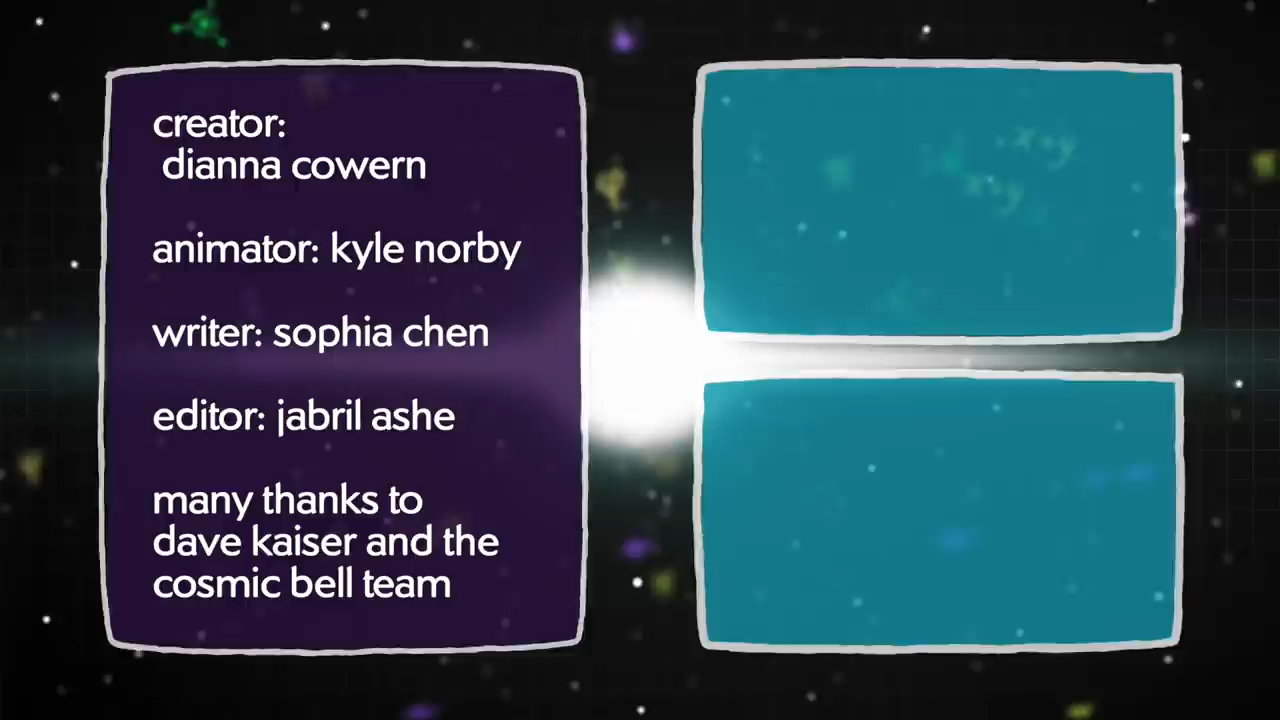 creator:
dianna cowern
animator: kyle norby
writer: sophia chen
editor: jabril ashe
many thanks to
dave kaiser and the
cosmic bell team
x+y
x+y